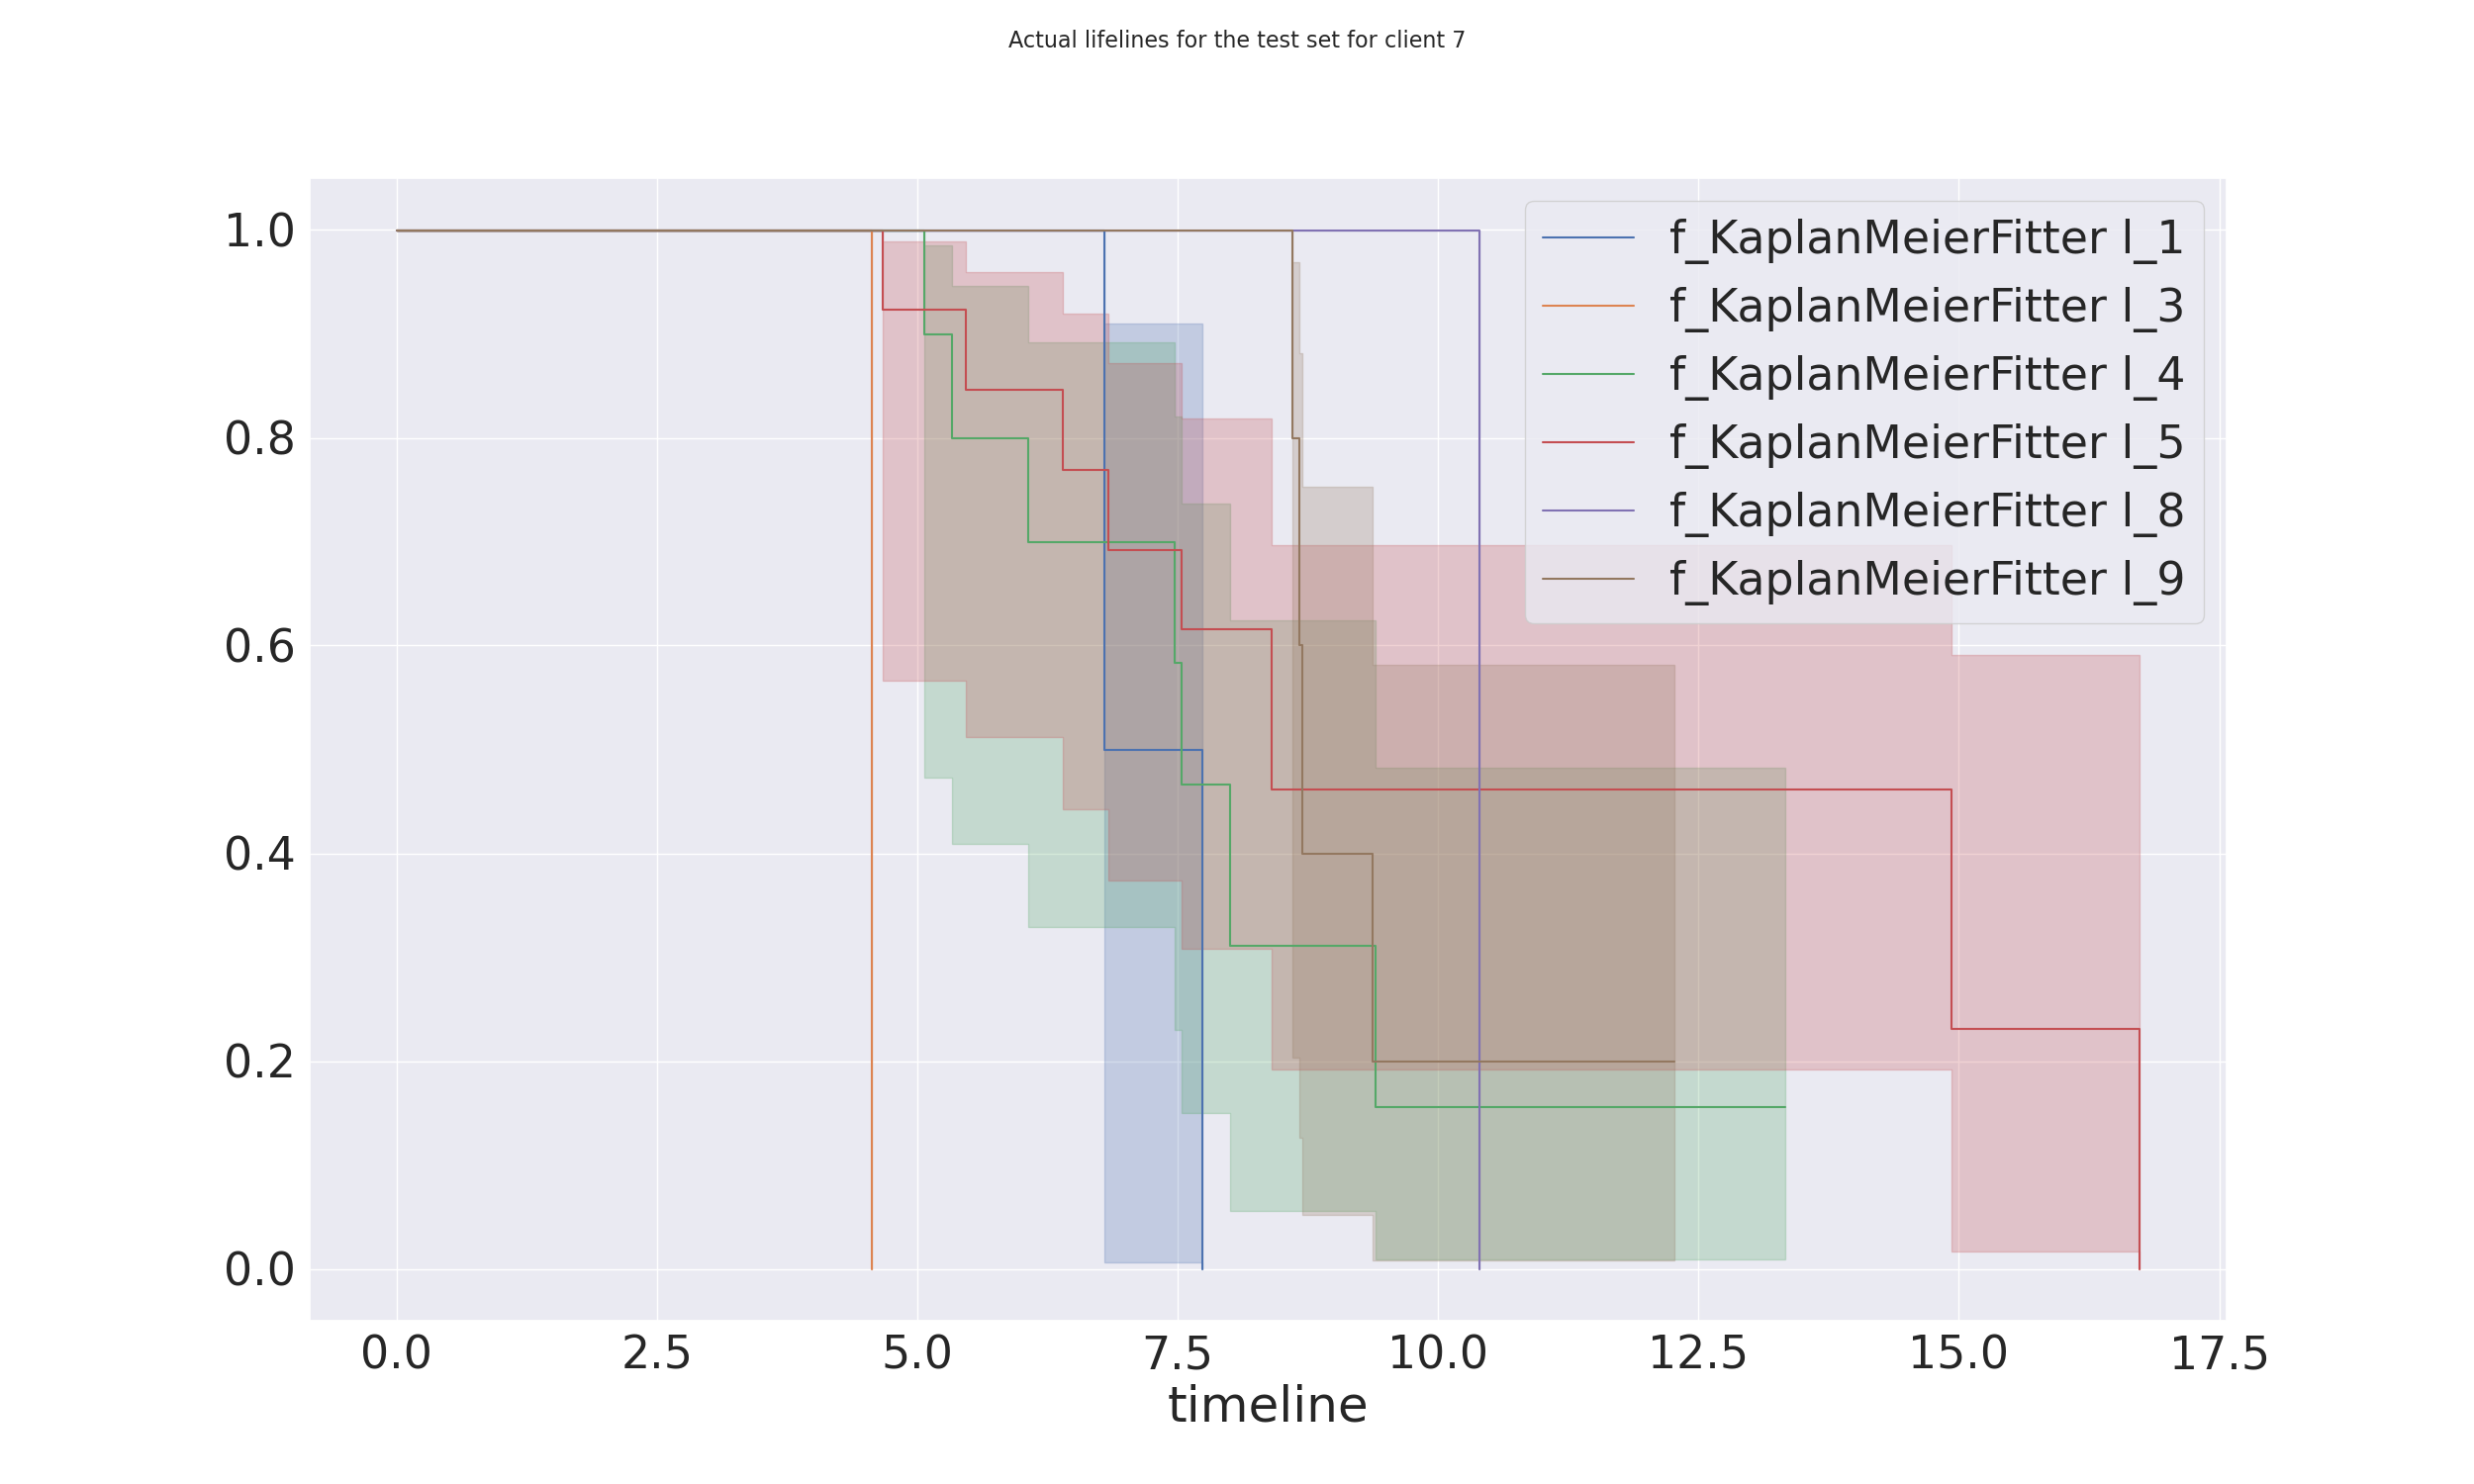 Actual lifelines for the test set for client 7
1.0
0.8
0.6
0.4
0.2
0.0
f_KaplanMeierFitter l_1
f_KaplanMeierFitter l_3
f_KaplanMeierFitter l_4
f_KaplanMeierFitter l_5
f_KaplanMeierFitter l_8
f_KaplanMeierFitter l_9
0.0 2.5 5.0 7.5 10.0 12.5 15.0 17.5
timeline